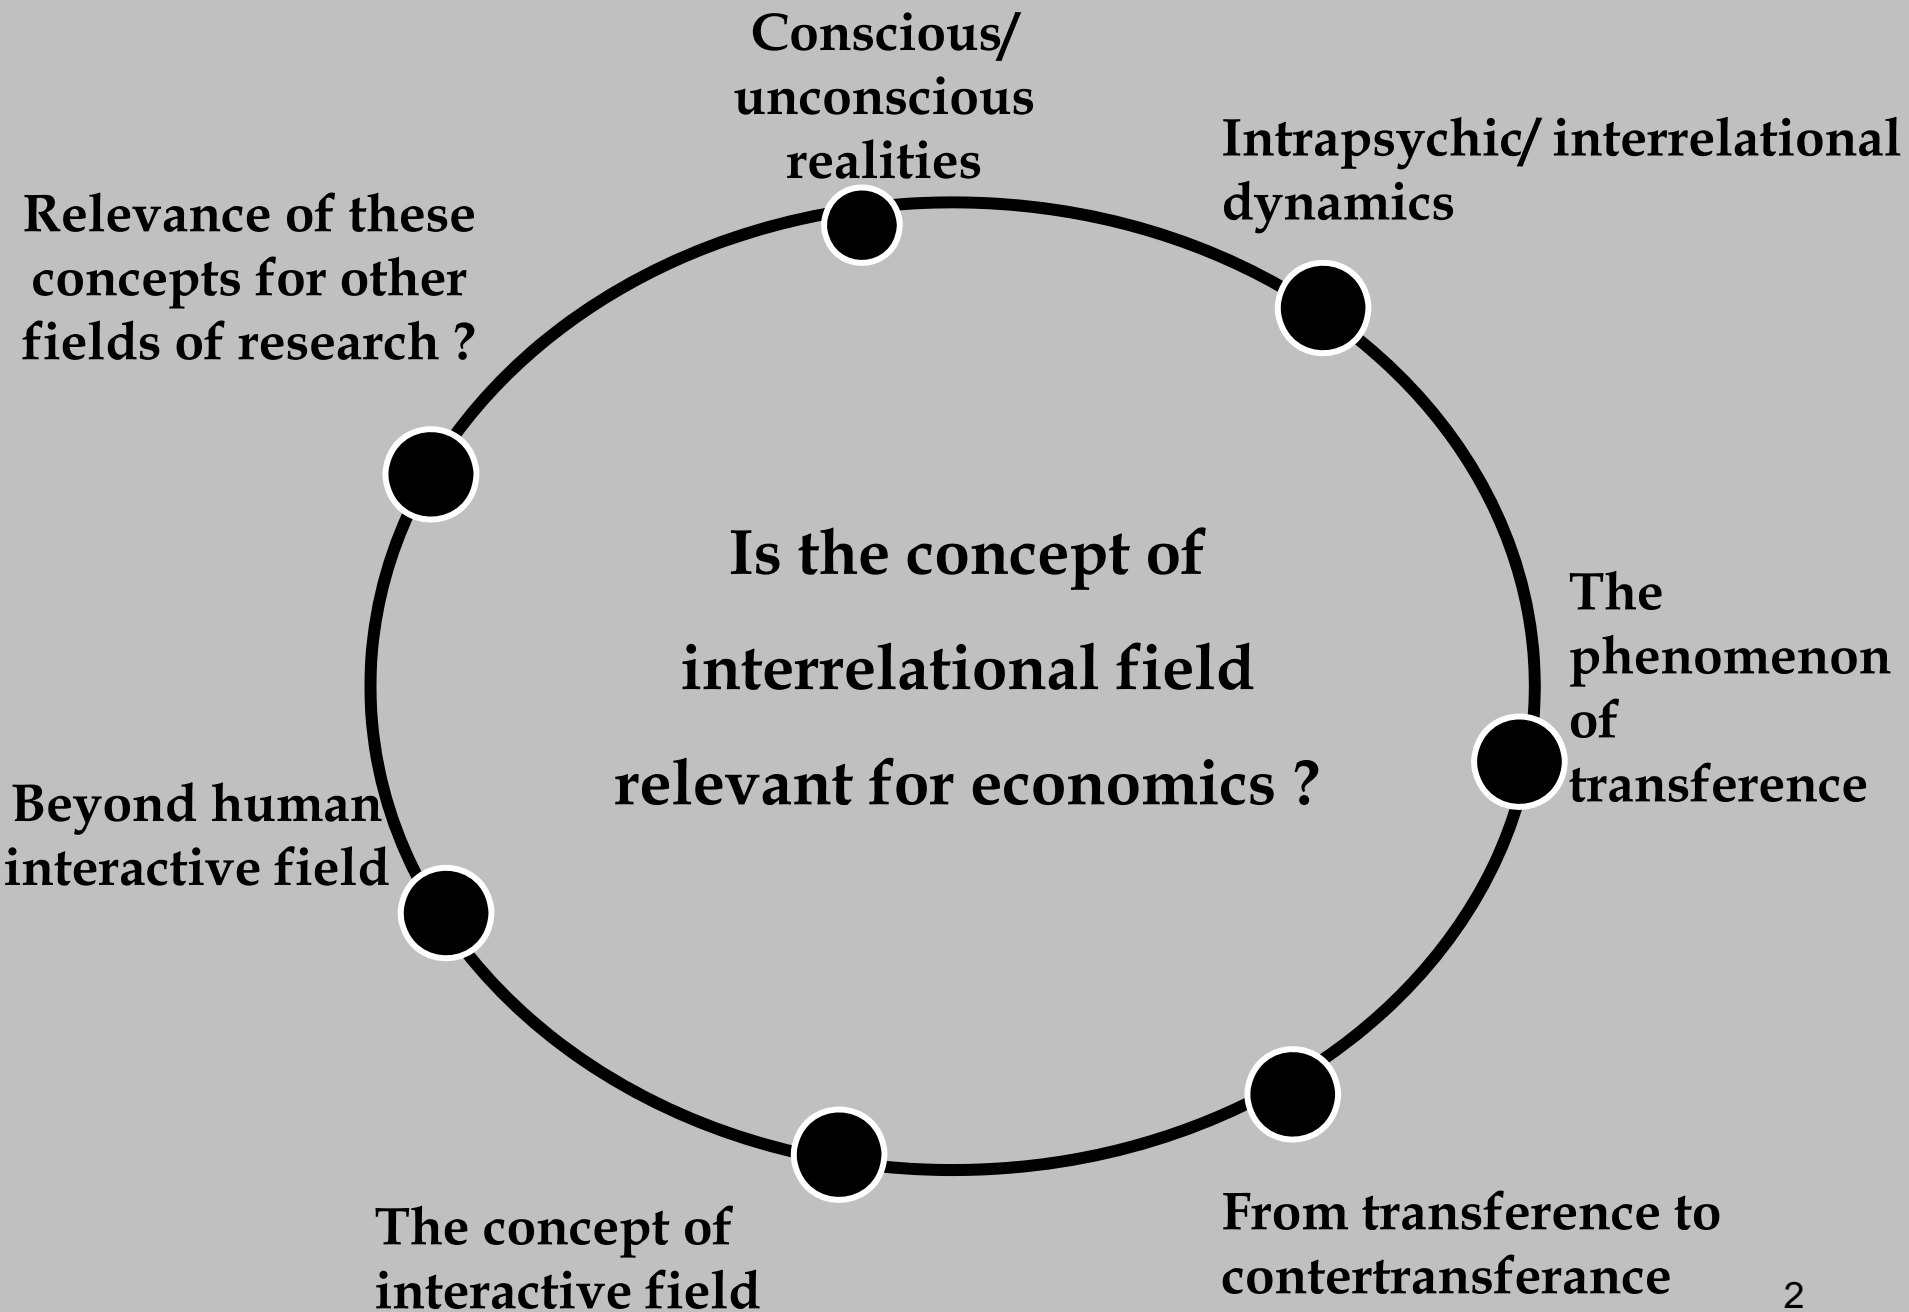 Conscious/
unconscious
realities
Intrapsychic/ interrelational
dynamics
Relevance of these
concepts for other
fields of research ?
Is the concept of
interrelational field
relevant for economics ?
The
phenomenon
of
transference
Beyond human
interactive field
From transference to
contertransferance
The concept of
interactive field
2